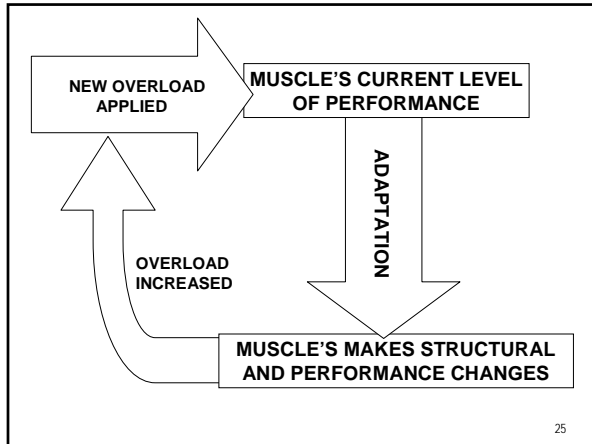 NEW OVERLOAD
APPLIED
MUSCLE’S CURRENT LEVEL
OF PERFORMANCE
ADAPTATION
OVERLOAD
INCREASED
MUSCLE’S MAKES STRUCTURAL
AND PERFORMANCE CHANGES
25